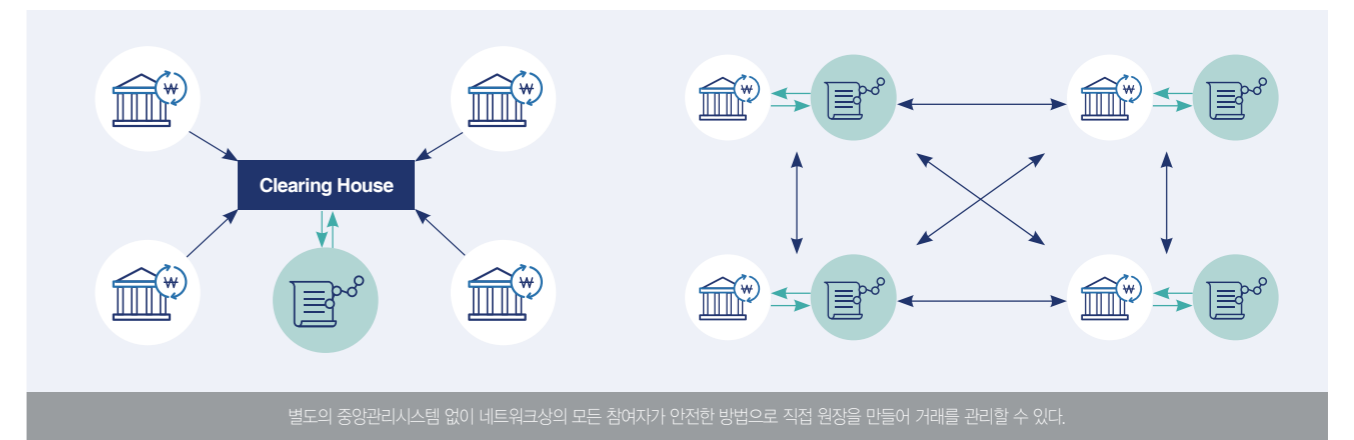 Clearing House
별도의 중앙관리시스템 없이 네트워크상의 모든 참여자가 안전한 방법으로 직접 원장을 만들어 거래를 관리할 수 있다.